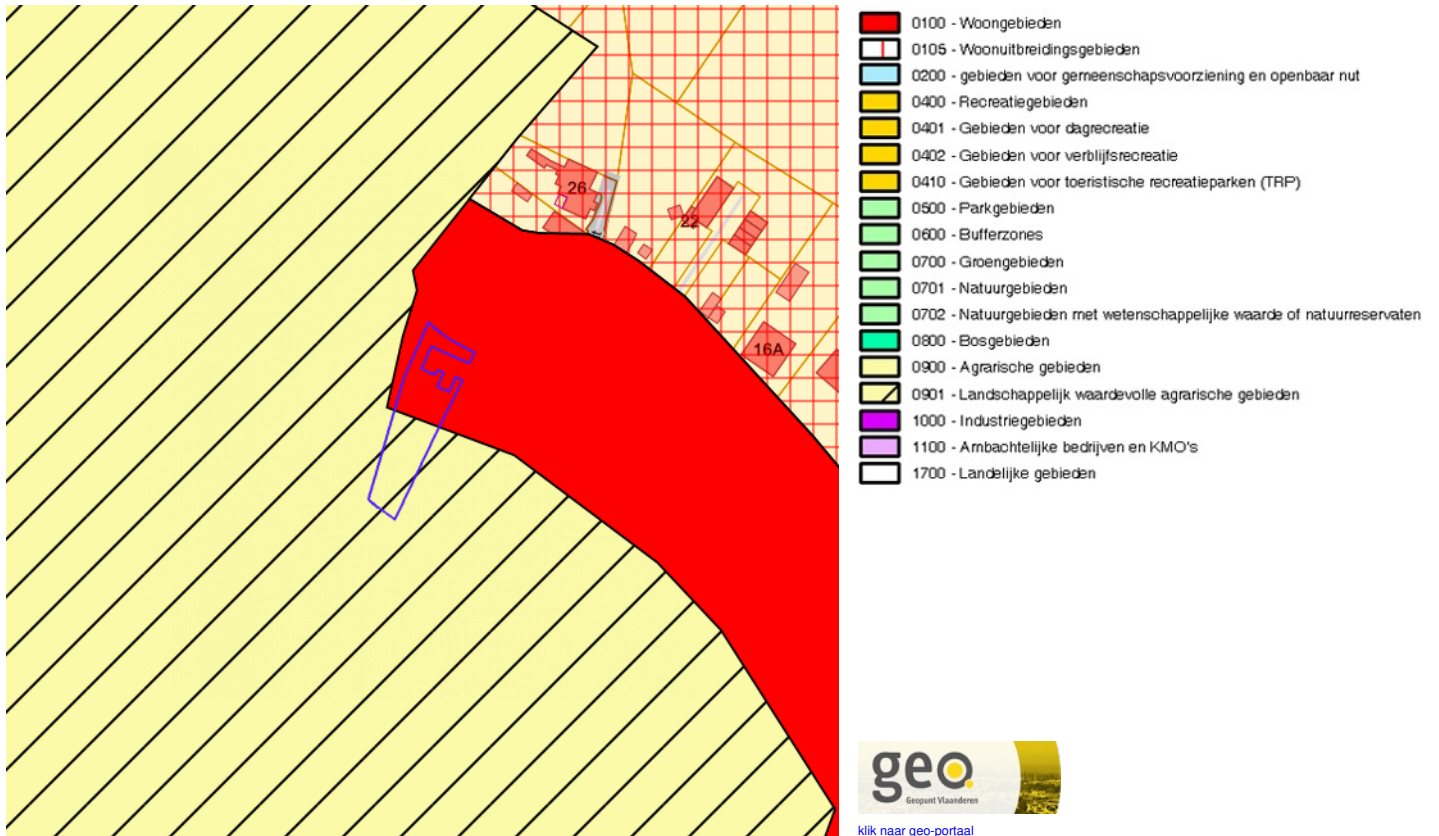 26
22
t
16A
0100 - Woongebieden
0105 - Woonuitbreidingsgebieden
0200 - gebieden voor gemeenschapsvoorziening en openbaar nut
0400 - Recreatiegebieden
0401 - Gebieden voor dagrecreatie
0402 - Gebieden voor verblijfsrecreatie
0410 - Gebieden voor toeristische recreatieparken (TRP)
0500 - Parkgebieden
0600 - Bufferzones
0700 - Groengebieden
0701 - Natuurgebieden
0702 - Natuurgebieden met wetenschappelijke waarde of natuurreservaten
0800 - Bosgebieden
0900 - Agrarische gebieden
0901 - Landschappelijk waardevolle agrarische gebieden
1000 - Industriegebieden
1100 - Ambachtelijke bedrijven en KMO's
1700 - Landelijke gebieden
geo
Geopunt Vlaanderen
klik naar geo-portaal